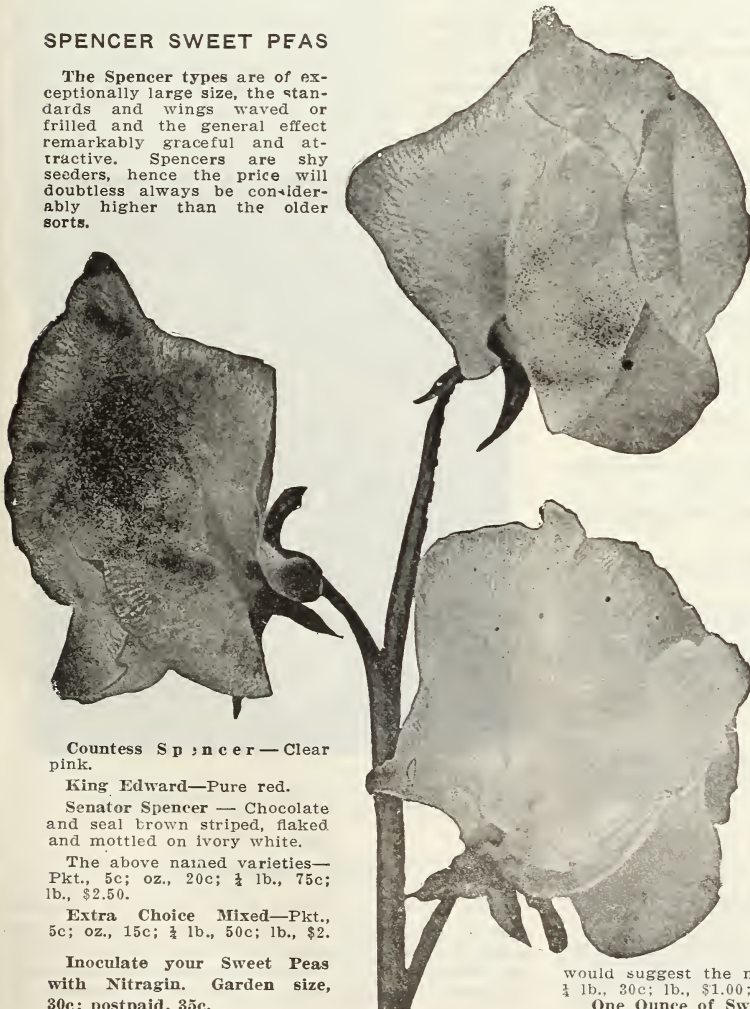 SPENCER SWEET PEAS
The Spencer types are of ex-
ceptionally large size, the stan-
dards and wings waved or
frilled and the general effect
remarkably graceful and at-
tractive. Spencers are shy
seeders, hence the price will
doubtless always be consider-
ably higher than the older
sorts.
Countess Spencer—Clear
pink.
King Edward—Pure red.
Senator Spencer — Chocolate
and seal brown striped, flaked
and mottled on ivory white.
The above named varieties—
Pkt., 5c; oz., 20c; ¼ lb., 75c;
lb., $2.50.
Extra Choice Mixed—Pkt.,
5c; oz., 15c; ¼ lb., 50c; lb., $2.
Inoculate your Sweet Peas
with Nitragin. Garden size,
30c; postpaid, 35c.
would suggest the
¼ lb., 30c; lb., $1.00;
One Ounce of